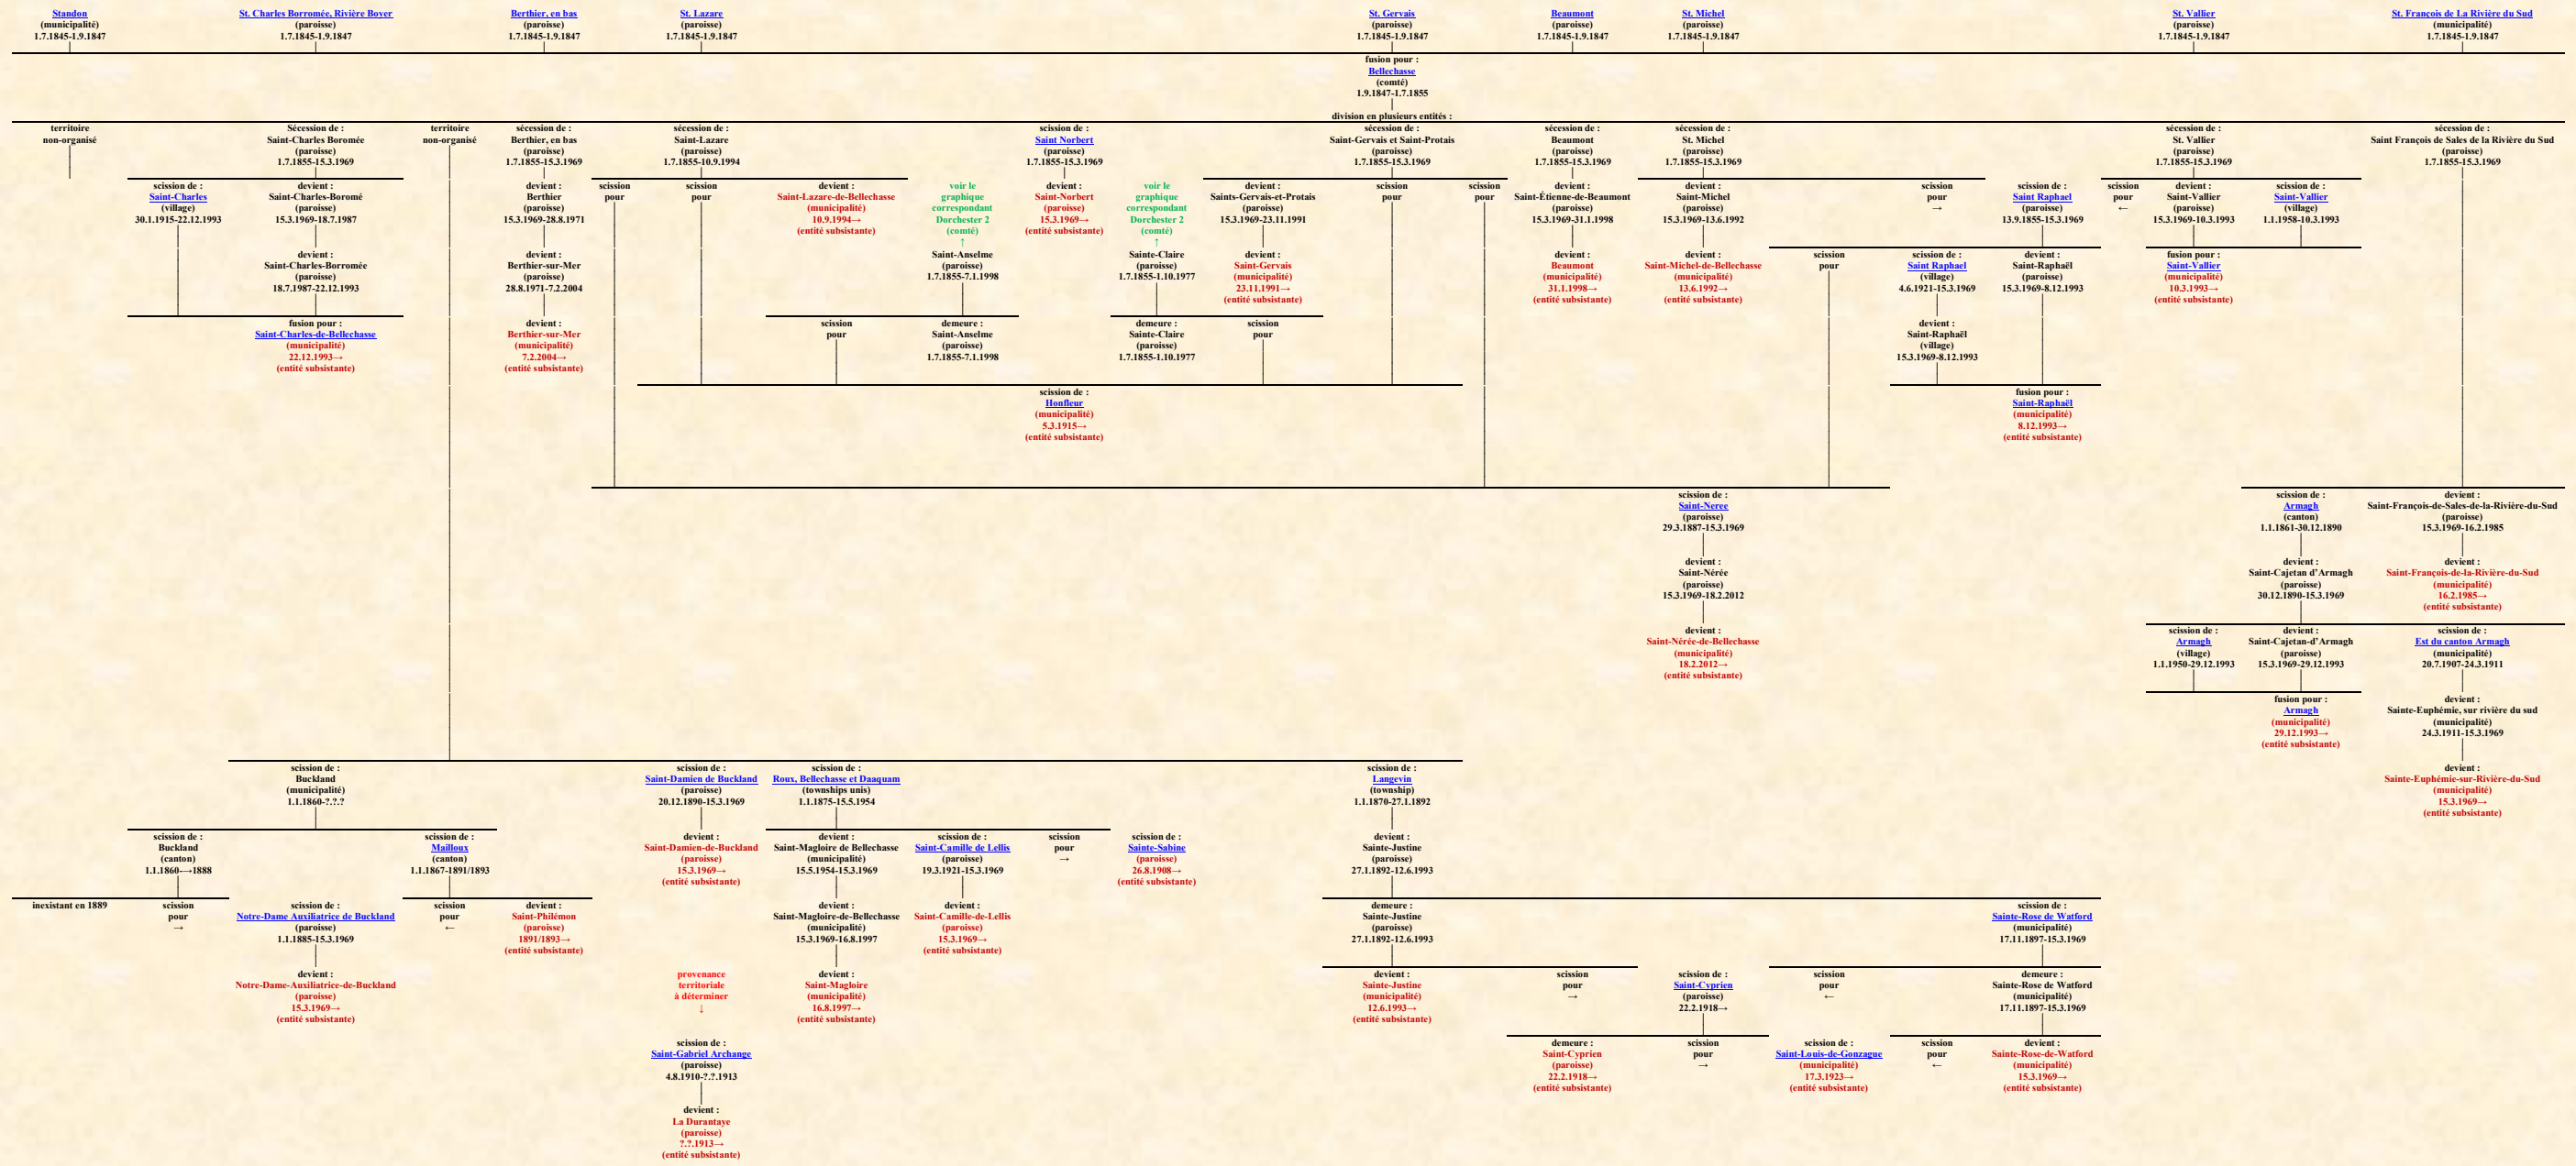 Standon
(municipalité)
1.7.1845-1.9.1847
St. Charles Borromée, Rivière Boyer
(paroisse)
1.7.1845-1.9.1847
Berthier, en bas
(paroisse)
1.7.1845-1.9.1847
St. Lazare
(paroisse)
1.7.1845-1.9.1847
St. Gervais
(paroisse)
1.7.1845-1.9.1847
Beaumont
(paroisse)
1.7.1845-1.9.1847
St. Michel
(paroisse)
1.7.1845-1.9.1847
St. Vallier
(paroisse)
1.7.1845-1.9.1847
St. François de La Rivière du Sud
(municipalité)
1.7.1845-1.9.1847
fusion pour :
Bellechasse
(comté)
1.9.1847-1.7.1855
division en plusieurs entités :
territoire
non-organisé
Sécession de :
Saint-Charles Boromée
(paroisse)
1.7.1855-15.3.1969
territoire
non-organisé
sécession de :
Berthier, en bas
(paroisse)
1.7.1855-15.3.1969
sécession de :
Saint-Lazare
(paroisse)
1.7.1855-10.9.1994
scission de :
Saint Norbert
(paroisse)
1.7.1855-15.3.1969
sécession de :
Saint-Gervais et Saint-Protais
(paroisse)
1.7.1855-15.3.1969
sécession de :
Beaumont
(paroisse)
1.7.1855-15.3.1969
sécession de :
St. Michel
(paroisse)
1.7.1855-15.3.1969
sécession de :
St. Vallier
(paroisse)
1.7.1855-15.3.1969
sécession de :
Saint François de Sales de la Rivière du Sud
(paroisse)
1.7.1855-15.3.1969
scission de :
Saint-Charles
(village)
30.1.1915-22.12.1993
devient :
Saint-Charles-Boromé
(paroisse)
15.3.1969-18.7.1987
devient :
Berthier
(paroisse)
15.3.1969-28.8.1971
scission
pour
scission
pour
devient :
Saint-Lazare-de-Bellechasse
(municipalité)
10.9.1994→
(entité subsistante)
voir le
graphique
correspondant
Dorchester 2
(comté)
↑
Saint-Anselme
(paroisse)
1.7.1855-7.1.1998
devient :
Saint-Norbert
(paroisse)
15.3.1969→
(entité subsistante)
voir le
graphique
correspondant
Dorchester 2
(comté)
↑
Sainte-Claire
(paroisse)
1.7.1855-1.10.1977
devient :
Saints-Gervais-et-Protais
(paroisse)
15.3.1969-23.11.1991
scission
pour
scission
pour
devient :
Saint-Étienne-de-Beaumont
(paroisse)
15.3.1969-31.1.1998
devient :
Saint-Michel
(paroisse)
15.3.1969-13.6.1992
scission
pour
→
scission de :
Saint Raphael
(paroisse)
13.9.1855-15.3.1969
scission
pour
←
devient :
Saint-Vallier
(paroisse)
15.3.1969-10.3.1993
scission de :
Saint-Vallier
(village)
1.1.1958-10.3.1993
devient :
Saint-Charles-Borromée
(paroisse)
18.7.1987-22.12.1993
devient :
Berthier-sur-Mer
(paroisse)
28.8.1971-7.2.2004
devient :
Saint-Gervais
(municipalité)
23.11.1991→
(entité subsistante)
devient :
Beaumont
(municipalité)
31.1.1998→
(entité subsistante)
devient :
Saint-Michel-de-Bellechasse
(municipalité)
13.6.1992→
(entité subsistante)
scission
pour
scission de :
Saint Raphael
(village)
4.6.1921-15.3.1969
devient :
Saint-Raphaël
(paroisse)
15.3.1969-8.12.1993
fusion pour :
Saint-Vallier
(municipalité)
10.3.1993→
(entité subsistante)
fusion pour :
Saint-Charles-de-Bellechasse
(municipalité)
22.12.1993→
(entité subsistante)
devient :
Berthier-sur-Mer
(municipalité)
7.2.2004→
(entité subsistante)
scission
pour
demeure :
Saint-Anselme
(paroisse)
1.7.1855-7.1.1998
demeure :
Sainte-Claire
(paroisse)
1.7.1855-1.10.1977
scission
pour
devient :
Saint-Raphaël
(village)
15.3.1969-8.12.1993
scission de :
Honfleur
(municipalité)
5.3.1915→
(entité subsistante)
fusion pour :
Saint-Raphaël
(municipalité)
8.12.1993→
(entité subsistante)
scission de :
Saint-Neree
(paroisse)
29.3.1887-15.3.1969
scission de :
Armagh
(canton)
1.1.1861-30.12.1890
devient :
Saint-François-de-Sales-de-la-Rivière-du-Sud
(paroisse)
15.3.1969-16.2.1985
devient :
Saint-Nérée
(paroisse)
15.3.1969-18.2.2012
devient :
Saint-Cajetan d'Armagh
(paroisse)
30.12.1890-15.3.1969
devient :
Saint-François-de-la-Rivière-du-Sud
(municipalité)
16.2.1985→
(entité subsistante)
devient :
Saint-Nérée-de-Bellechasse
(municipalité)
18.2.2012→
(entité subsistante)
scission de :
Armagh
(village)
1.1.1950-29.12.1993
devient :
Saint-Cajetan-d'Armagh
(paroisse)
15.3.1969-29.12.1993
scission de :
Est du canton Armagh
(municipalité)
20.7.1907-24.3.1911
fusion pour :
Armagh
(municipalité)
29.12.1993→
(entité subsistante)
devient :
Sainte-Euphémie, sur rivière du sud
(municipalité)
24.3.1911-15.3.1969
scission de :
Buckland
(municipalité)
1.1.1860-?.?.?
scission de :
Saint-Damien de Buckland
(paroisse)
20.12.1890-15.3.1969
scission de :
Roux, Bellechasse et Daaquam
(townships unis)
1.1.1875-15.5.1954
scission de :
Langevin
(township)
1.1.1870-27.1.1892
devient :
Sainte-Euphémie-sur-Rivière-du-Sud
(municipalité)
15.3.1969→
(entité subsistante)
scission de :
Buckland
(canton)
1.1.1860-→1888
scission de :
Mailloux
(canton)
1.1.1867-1891/1893
devient :
Saint-Damien-de-Buckland
(paroisse)
15.3.1969→
(entité subsistante)
devient :
Saint-Magloire de Bellechasse
(municipalité)
15.5.1954-15.3.1969
scission de :
Saint-Camille de Lellis
(paroisse)
19.3.1921-15.3.1969
scission
pour
→
scission de :
Sainte-Sabine
(paroisse)
26.8.1908→
(entité subsistante)
devient :
Sainte-Justine
(paroisse)
27.1.1892-12.6.1993
inexistant en 1889
scission
pour
→
scission de :
Notre-Dame Auxiliatrice de Buckland
(paroisse)
1.1.1885-15.3.1969
scission
pour
←
devient :
Saint-Philémon
(paroisse)
1891/1893→
(entité subsistante)
devient :
Saint-Magloire-de-Bellechasse
(municipalité)
15.3.1969-16.8.1997
devient :
Saint-Camille-de-Lellis
(paroisse)
15.3.1969→
(entité subsistante)
demeure :
Sainte-Justine
(paroisse)
27.1.1892-12.6.1993
scission de :
Sainte-Rose de Watford
(municipalité)
17.11.1897-15.3.1969
devient :
Notre-Dame-Auxiliatrice-de-Buckland
(paroisse)
15.3.1969→
(entité subsistante)
provenance
territoriale
à déterminer
↓
devient :
Saint-Magloire
(municipalité)
16.8.1997→
(entité subsistante)
devient :
Sainte-Justine
(municipalité)
12.6.1993→
(entité subsistante)
scission
pour
→
scission de :
Saint-Cyprien
(paroisse)
22.2.1918→
scission
pour
←
demeure :
Sainte-Rose de Watford
(municipalité)
17.11.1897-15.3.1969
scission de :
Saint-Gabriel Archange
(paroisse)
4.8.1910-?.?.1913
demeure :
Saint-Cyprien
(paroisse)
22.2.1918→
(entité subsistante)
scission
pour
→
scission de :
Saint-Louis-de-Gonzague
(municipalité)
17.3.1923→
(entité subsistante)
scission
pour
←
devient :
Sainte-Rose-de-Watford
(municipalité)
15.3.1969→
(entité subsistante)
devient :
La Durantaye
(paroisse)
?.?.1913→
(entité subsistante)